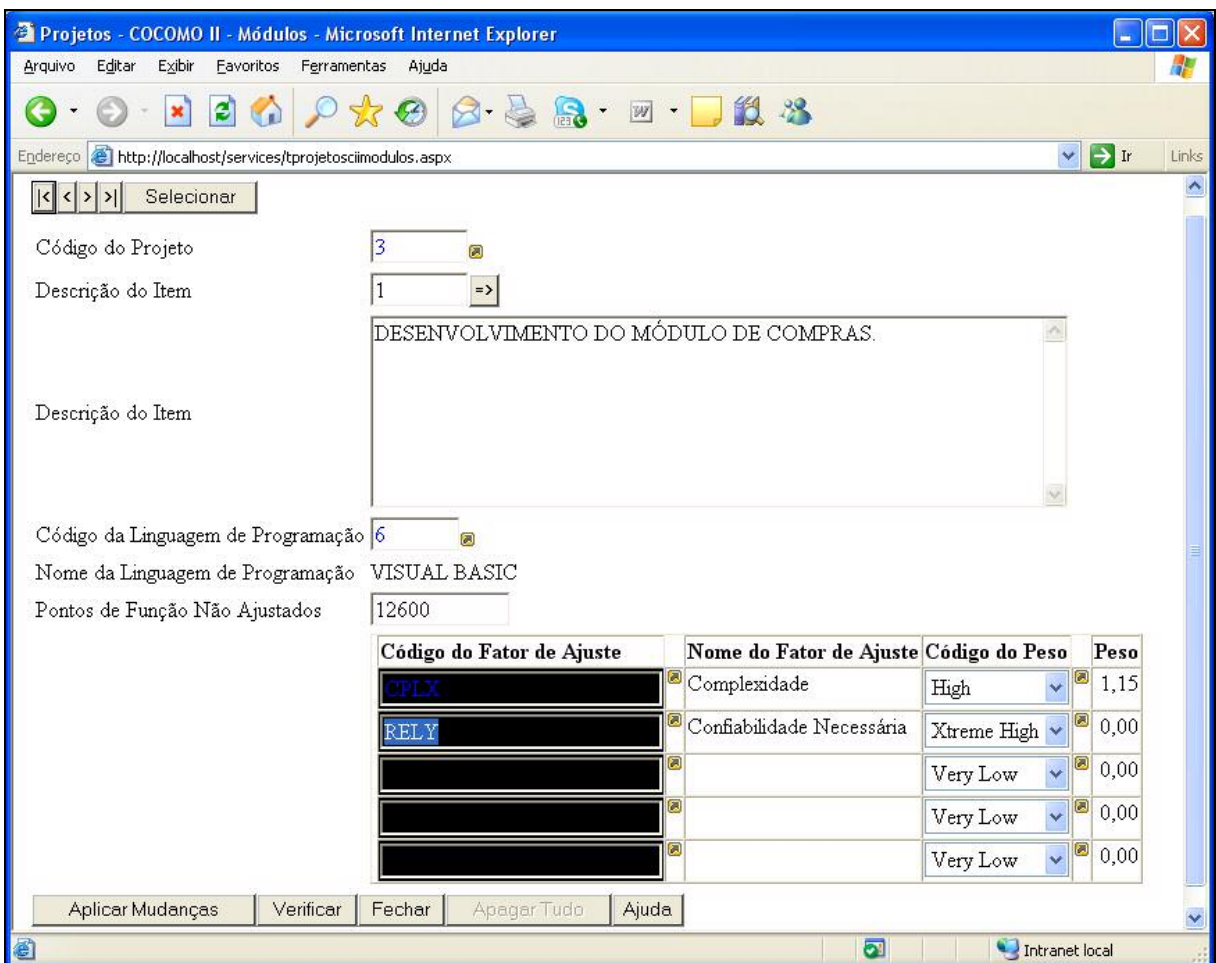 Projetos - COCOMO II - Módulos - Microsoft Internet Explorer
Arquivo Editar Exibir Favoritos Ferramentas Ajuda
Endereço http://localhost/services/tprojetosciimodulos.aspx Ir Links
|< < > >| Selecionar
Código do Projeto 3
Descrição do Item 1 =>
DESENVOLVIMENTO DO MÓDULO DE COMPRAS.
Descrição do Item
Código da Linguagem de Programação 6
Nome da Linguagem de Programação VISUAL BASIC
Pontos de Função Não Ajustados 12600
Código do Fator de Ajuste Nome do Fator de Ajuste Código do Peso Peso
CPLX Complexidade High 1,15
RELY Confiabilidade Necessária Xtreme High 0,00
Very Low 0,00
Very Low 0,00
Very Low 0,00
Aplicar Mudanças Verificar Fechar Apagar Tudo Ajuda
Intranet local